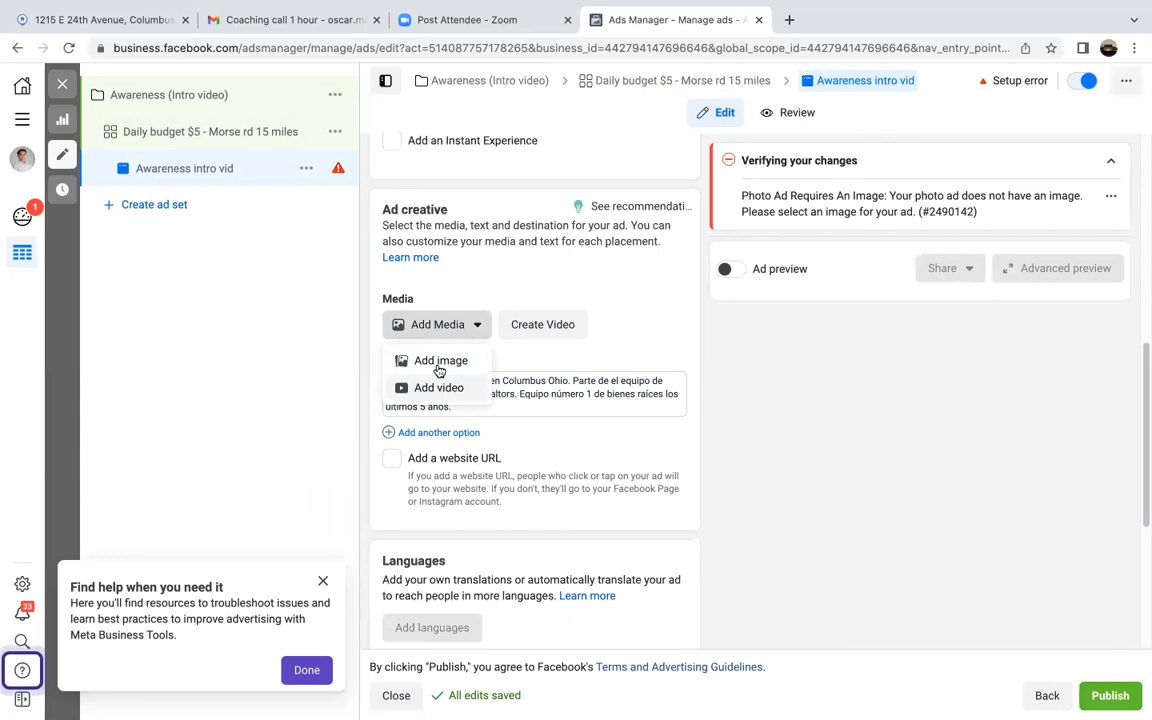 1215 E 24th Avenue, Columbus
Coaching call 1 hour - oscar.m
Post Attendee - Zoom
Ads Manager - Manage ads - A
business.facebook.com/adsmanager/manage/ads/edit?act=514087757178265&business_id=442794147696646&global_scope_id=442794147696646&nav_entry_point...
Awareness (Intro video)
Daily budget $5 - Morse rd 15 miles
Awareness intro vid
Create ad set
1
33
Find help when you need it
Here you'll find resources to troubleshoot issues and
learn best practices to improve advertising with
Meta Business Tools.
Done
Awareness (Intro video)
Daily budget $5 - Morse rd 15 miles
Awareness intro vid
Setup error
Edit
Review
Add an Instant Experience
Ad creative
See recommendati...
Select the media, text and destination for your ad. You can
also customize your media and text for each placement.
Learn more
Media
Add Media
Create Video
Add image
Add video
en Columbus Ohio. Parte de el equipo de
altors. Equipo número 1 de bienes raíces los
últimos 5 años.
Add another option
Add a website URL
If you add a website URL, people who click or tap on your ad will
go to your website. If you don't, they'll go to your Facebook Page
or Instagram account.
Languages
Add your own translations or automatically translate your ad
to reach people in more languages. Learn more
Add languages
Verifying your changes
Photo Ad Requires An Image: Your photo ad does not have an image.
Please select an image for your ad. (#2490142)
Ad preview
Share
Advanced preview
By clicking "Publish," you agree to Facebook's Terms and Advertising Guidelines.
Close
All edits saved
Back
Publish